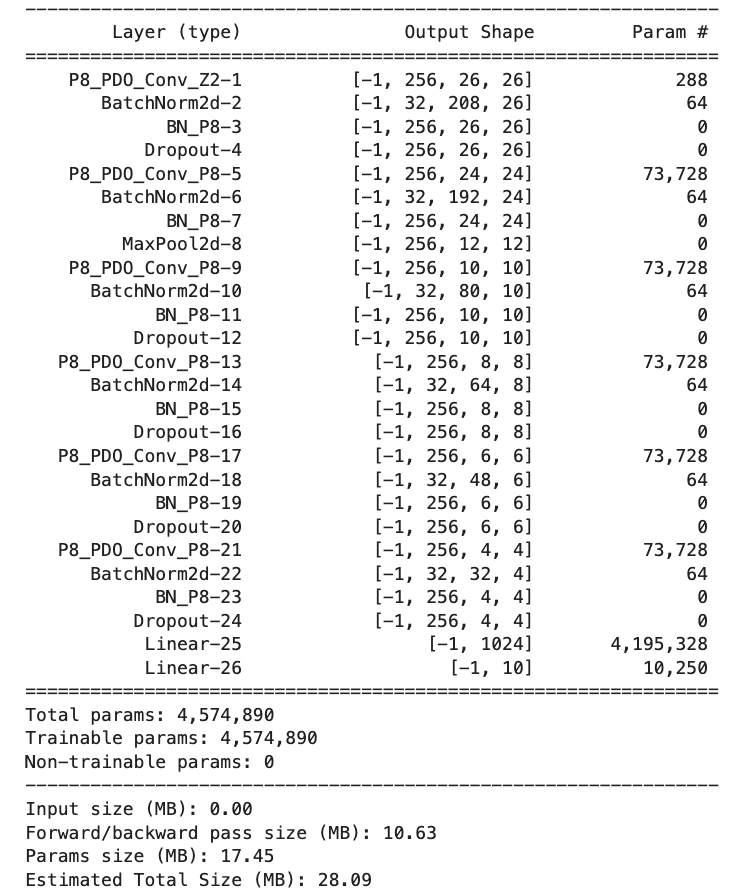 ----------------------------------------------------------------
Layer (type) Output Shape Param #
================================================================
P8_PDO_Conv_Z2-1 [-1, 256, 26, 26] 288
BatchNorm2d-2 [-1, 32, 208, 26] 64
BN_P8-3 [-1, 256, 26, 26] 0
Dropout-4 [-1, 256, 26, 26] 0
P8_PDO_Conv_P8-5 [-1, 256, 24, 24] 73,728
BatchNorm2d-6 [-1, 32, 192, 24] 64
BN_P8-7 [-1, 256, 24, 24] 0
MaxPool2d-8 [-1, 256, 12, 12] 0
P8_PDO_Conv_P8-9 [-1, 256, 10, 10] 73,728
BatchNorm2d-10 [-1, 32, 80, 10] 64
BN_P8-11 [-1, 256, 10, 10] 0
Dropout-12 [-1, 256, 10, 10] 0
P8_PDO_Conv_P8-13 [-1, 256, 8, 8] 73,728
BatchNorm2d-14 [-1, 32, 64, 8] 64
BN_P8-15 [-1, 256, 8, 8] 0
Dropout-16 [-1, 256, 8, 8] 0
P8_PDO_Conv_P8-17 [-1, 256, 6, 6] 73,728
BatchNorm2d-18 [-1, 32, 48, 6] 64
BN_P8-19 [-1, 256, 6, 6] 0
Dropout-20 [-1, 256, 6, 6] 0
P8_PDO_Conv_P8-21 [-1, 256, 4, 4] 73,728
BatchNorm2d-22 [-1, 32, 32, 4] 64
BN_P8-23 [-1, 256, 4, 4] 0
Dropout-24 [-1, 256, 4, 4] 0
Linear-25 [-1, 1024] 4,195,328
Linear-26 [-1, 10] 10,250
================================================================
Total params: 4,574,890
Trainable params: 4,574,890
Non-trainable params: 0
----------------------------------------------------------------
Input size (MB): 0.00
Forward/backward pass size (MB): 10.63
Params size (MB): 17.45
Estimated Total Size (MB): 28.09